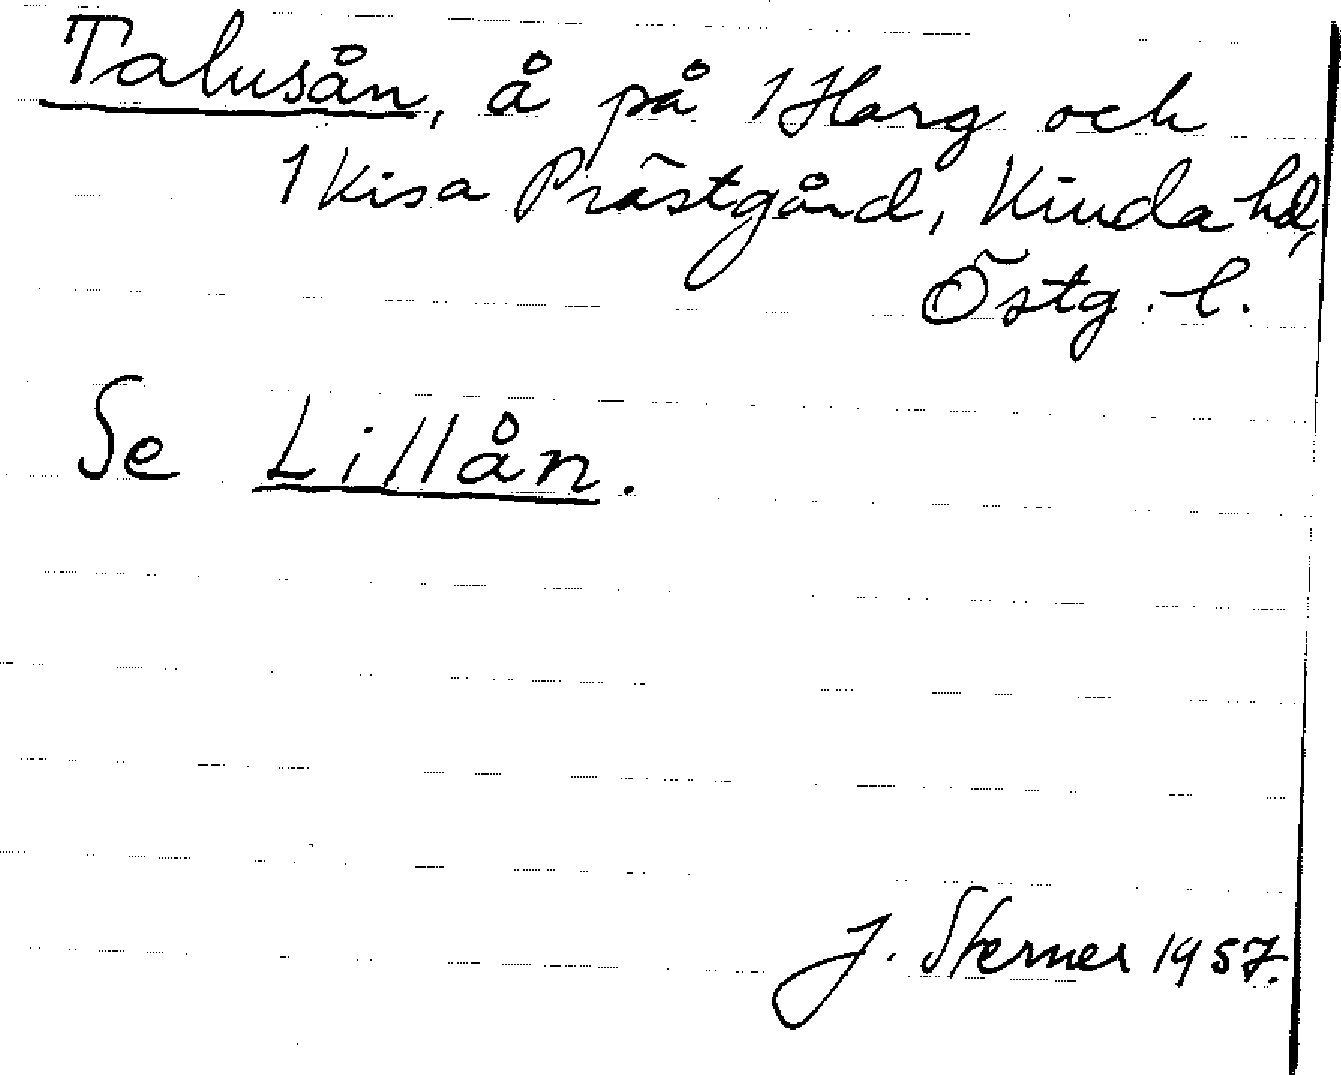 Talusån, å på 1 Harg och
1 Kisa Prästgård, Kinda hd,
Östg. l.
Se Lillån.
J. Sterner 1957.